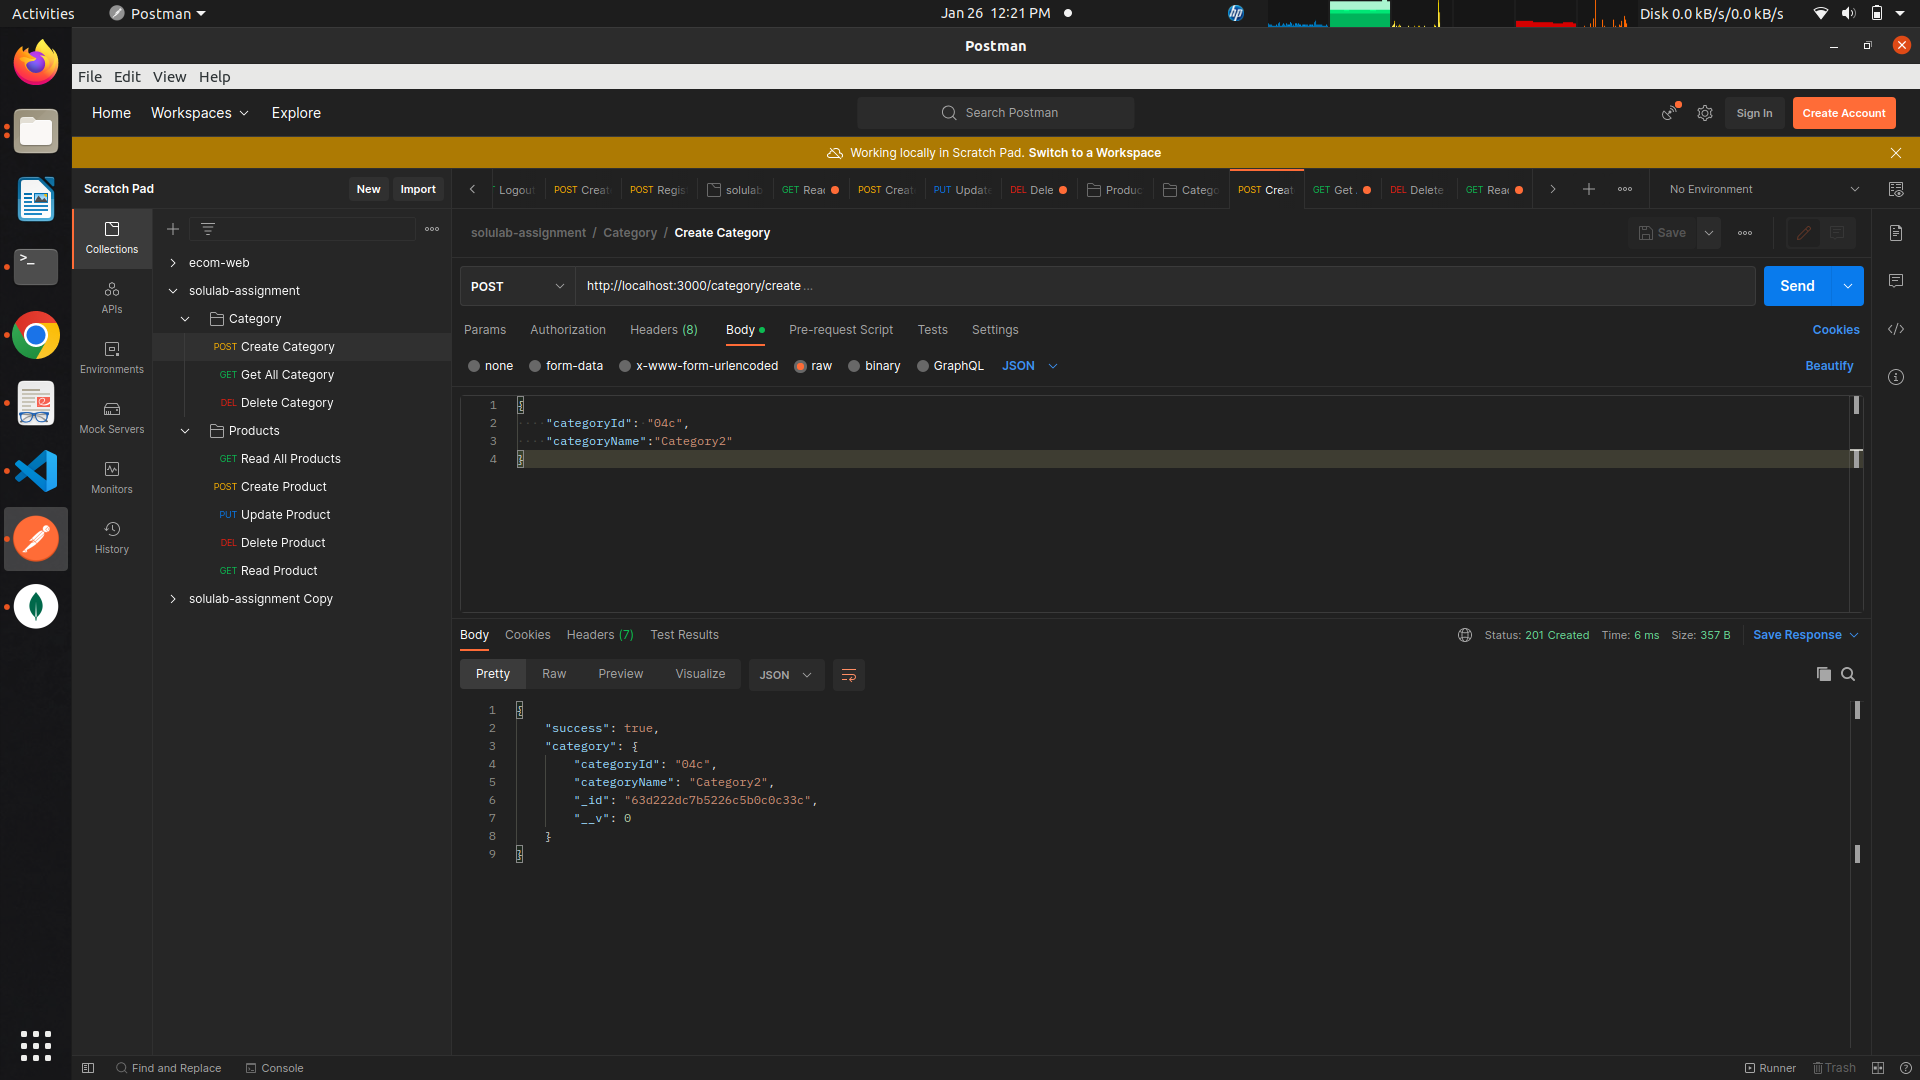 Activities Postman Jan 26 12:21 PM hp Disk 0.0 kB/s/0.0 kB/s
Postman
File Edit View Help
Home Workspaces Explore Search Postman Sign In Create Account
Working locally in Scratch Pad. Switch to a Workspace
Scratch Pad New Import
Logout POST Creat POST Regis solulab GET Read POST Creat PUT Update DEL Dele Produc Catego POST Creat GET Get DEL Delete GET Read No Environment
Collections
APIs
Environments
Mock Servers
Monitors
History
ecom-web
solulab-assignment
Category
POST Create Category
GET Get All Category
DEL Delete Category
Products
GET Read All Products
POST Create Product
PUT Update Product
DEL Delete Product
GET Read Product
solulab-assignment Copy
solulab-assignment / Category / Create Category Save
POST http://localhost:3000/category/create ... Send
Params Authorization Headers (8) Body Pre-request Script Tests Settings Cookies
none form-data x-www-form-urlencoded raw binary GraphQL JSON Beautify
1 {
2 "categoryId": "04c",
3 "categoryName":"Category2"
4 }
Body Cookies Headers (7) Test Results Status: 201 Created Time: 6 ms Size: 357 B Save Response
Pretty Raw Preview Visualize JSON
1 {
2 "success": true,
3 "category": {
4 "categoryId": "04c",
5 "categoryName": "Category2",
6 "_id": "63d222dc7b5226c5b0c0c33c",
7 "__v": 0
8 }
9 }
Find and Replace Console Runner Trash